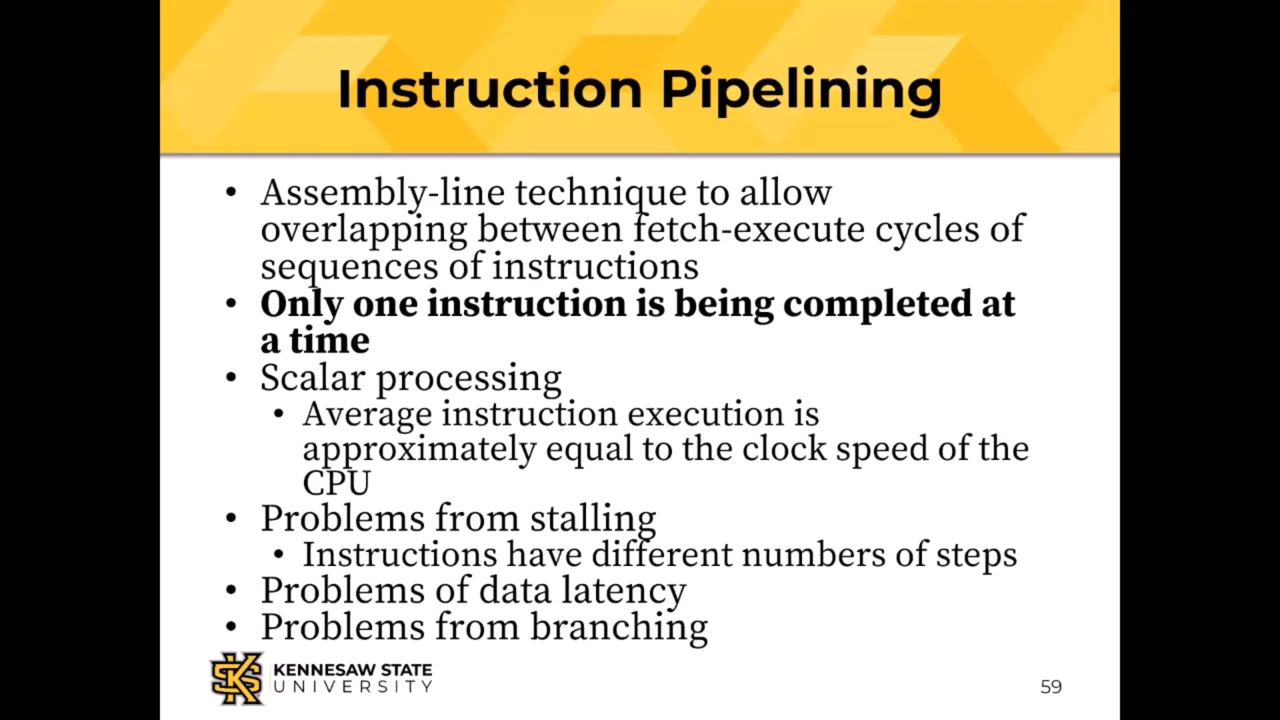 Instruction Pipelining
• Assembly-line technique to allow
overlapping between fetch-execute cycles of
sequences of instructions
• Only one instruction is being completed at
a time
• Scalar processing
• Average instruction execution is
approximately equal to the clock speed of the
CPU
• Problems from stalling
• Instructions have different numbers of steps
• Problems of data latency
• Problems from branching
KENNESAW STATE
UNIVERSITY
59